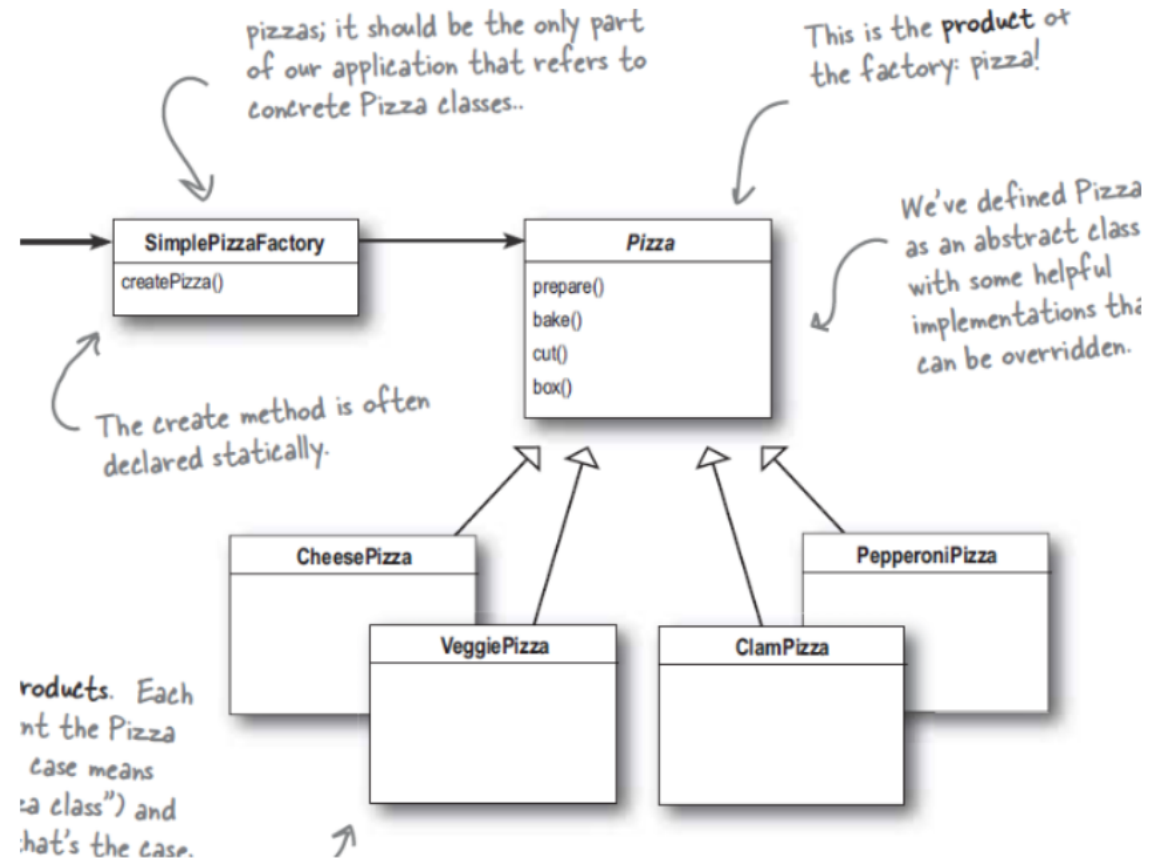 pizzas; it should be the only part
of our application that refers to
concrete Pizza classes..
This is the product of
the factory: pizza!
SimplePizzaFactory
createPizza()
Pizza
prepare()
bake()
cut()
box()
We've defined Pizza
as an abstract class
with some helpful
implementations
can be overridden.
The create method is often
declared statically.
CheesePizza
PepperoniPizza
VeggiePizza
ClamPizza
roducts. Each
nt the Pizza
case means
class") and
hat's the case.